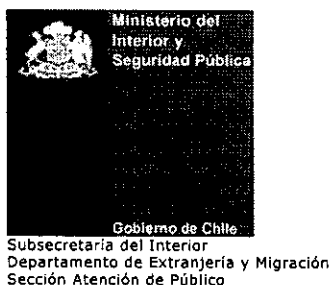 Ministerio del
Interior y
Seguridad Pública
Gobierno de Chile
Subsecretaría del Interior
Departamento de Extranjería y Migración
Sección Atención de Público